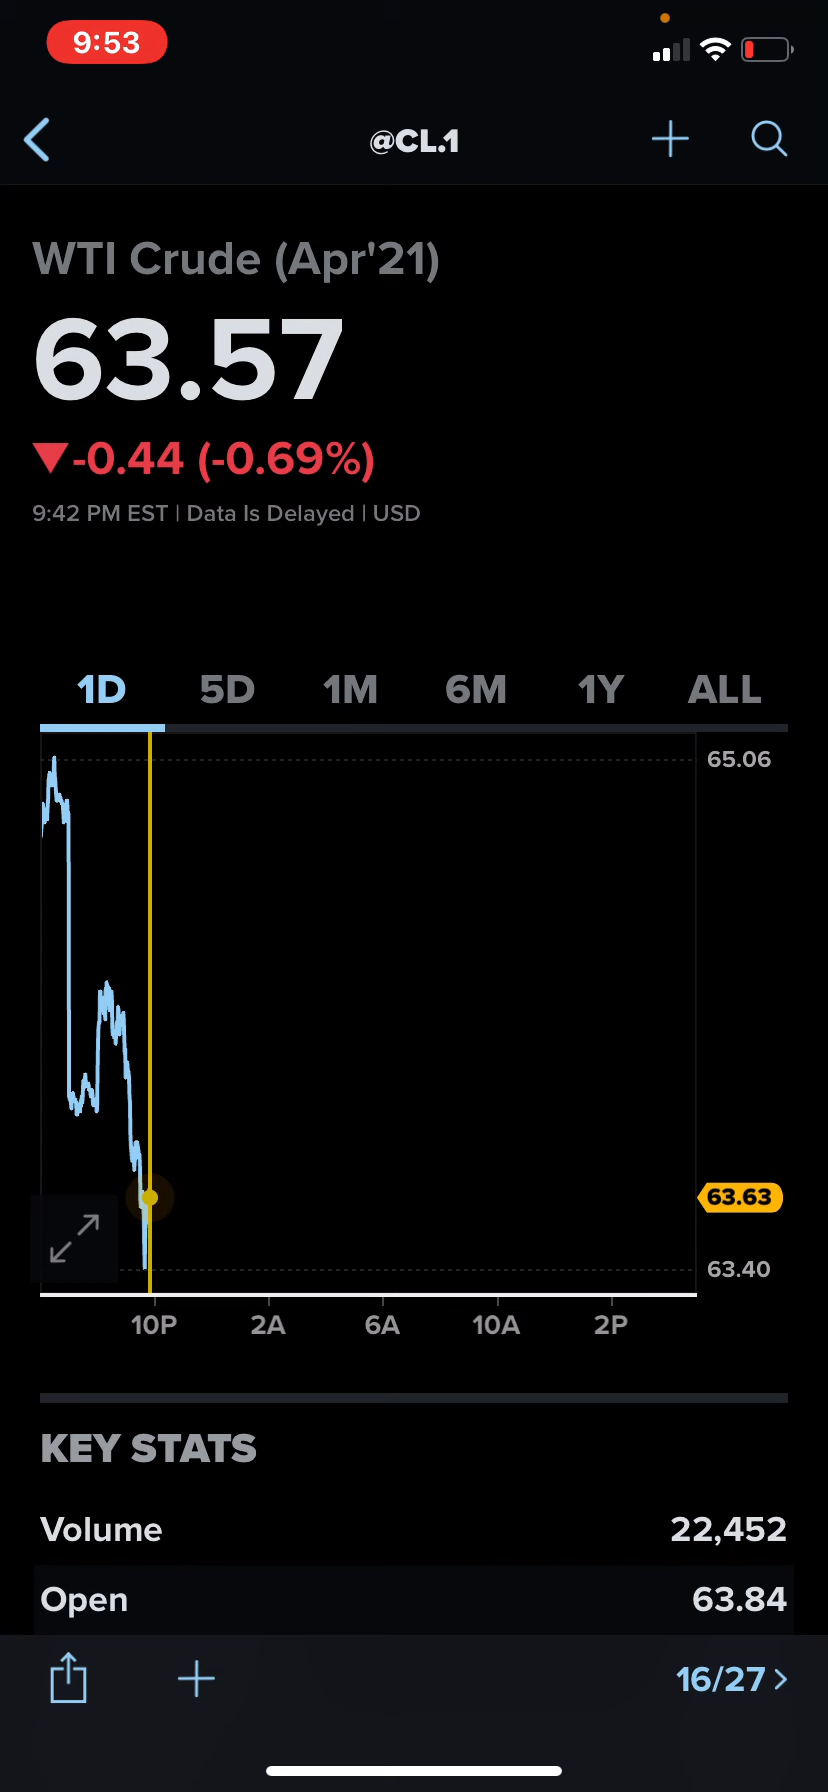 9:53
@CL.1
WTI Crude (Apr'21)
63.57
▼-0.44 (-0.69%)
9:42 PM EST | Data Is Delayed | USD
1D 5D 1M 6M 1Y ALL
65.06
63.63
63.40
10P 2A 6A 10A 2P
KEY STATS
Volume 22,452
Open 63.84
16/27 >